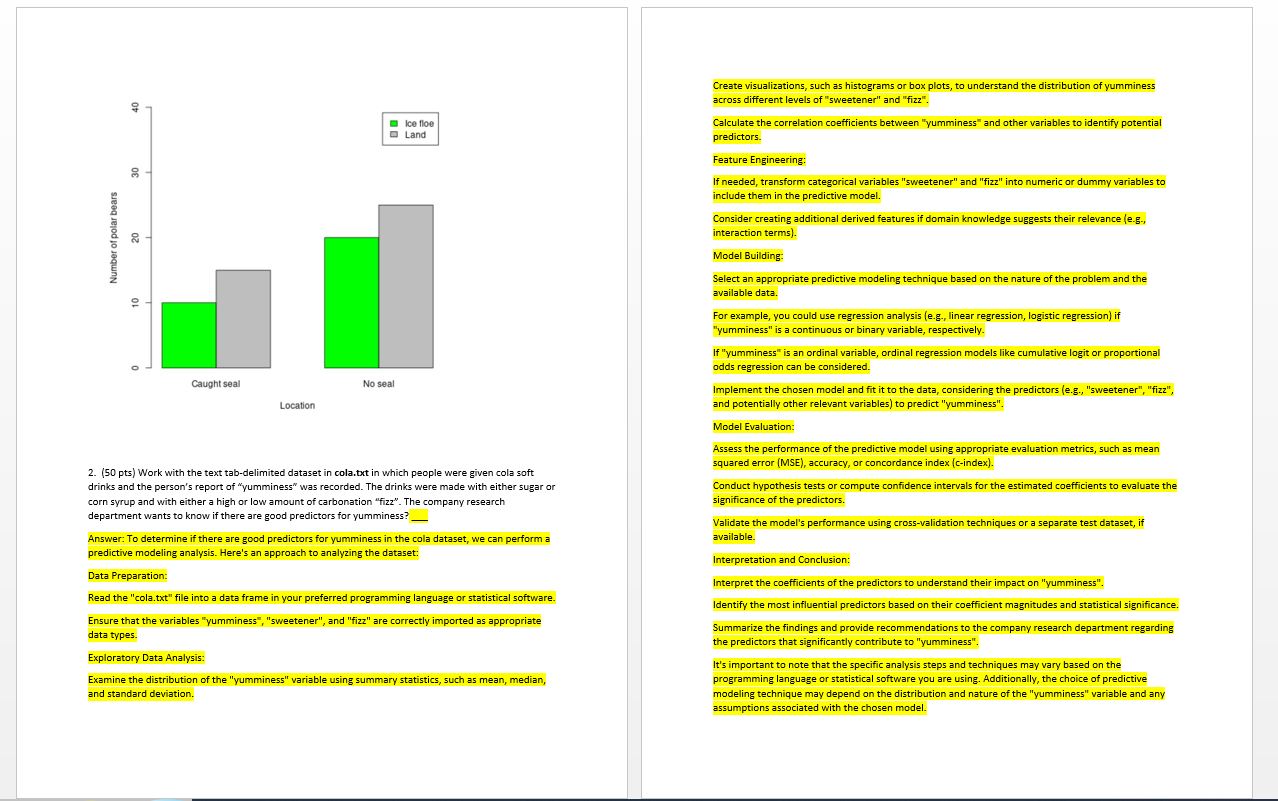 40
30
20
10
0
Number of polar bears
Ice floe
Land
Caught seal
No seal
Location
2. (50 pts) Work with the text tab-delimited dataset in cola.txt in which people were given cola soft
drinks and the person's report of “yumminess” was recorded. The drinks were made with either sugar or
corn syrup and with either a high or low amount of carbonation “fizz”. The company research
department wants to know if there are good predictors for yumminess? ___
Answer: To determine if there are good predictors for yumminess in the cola dataset, we can perform a
predictive modeling analysis. Here's an approach to analyzing the dataset:
Data Preparation:
Read the "cola.txt" file into a data frame in your preferred programming language or statistical software.
Ensure that the variables "yumminess", "sweetener", and "fizz" are correctly imported as appropriate
data types.
Exploratory Data Analysis:
Examine the distribution of the "yumminess" variable using summary statistics, such as mean, median,
and standard deviation.
Create visualizations, such as histograms or box plots, to understand the distribution of yumminess
across different levels of "sweetener" and "fizz".
Calculate the correlation coefficients between "yumminess" and other variables to identify potential
predictors.
Feature Engineering:
If needed, transform categorical variables "sweetener" and "fizz" into numeric or dummy variables to
include them in the predictive model.
Consider creating additional derived features if domain knowledge suggests their relevance (e.g.,
interaction terms).
Model Building:
Select an appropriate predictive modeling technique based on the nature of the problem and the
available data.
For example, you could use regression analysis (e.g., linear regression, logistic regression) if
"yumminess" is a continuous or binary variable, respectively.
If "yumminess" is an ordinal variable, ordinal regression models like cumulative logit or proportional
odds regression can be considered.
Implement the chosen model and fit it to the data, considering the predictors (e.g., "sweetener", "fizz",
and potentially other relevant variables) to predict "yumminess".
Model Evaluation:
Assess the performance of the predictive model using appropriate evaluation metrics, such as mean
squared error (MSE), accuracy, or concordance index (c-index).
Conduct hypothesis tests or compute confidence intervals for the estimated coefficients to evaluate the
significance of the predictors.
Validate the model's performance using cross-validation techniques or a separate test dataset, if
available.
Interpretation and Conclusion:
Interpret the coefficients of the predictors to understand their impact on "yumminess".
Identify the most influential predictors based on their coefficient magnitudes and statistical significance.
Summarize the findings and provide recommendations to the company research department regarding
the predictors that significantly contribute to "yumminess".
It's important to note that the specific analysis steps and techniques may vary based on the
programming language or statistical software you are using. Additionally, the choice of predictive
modeling technique may depend on the distribution and nature of the "yumminess" variable and any
assumptions associated with the chosen model.